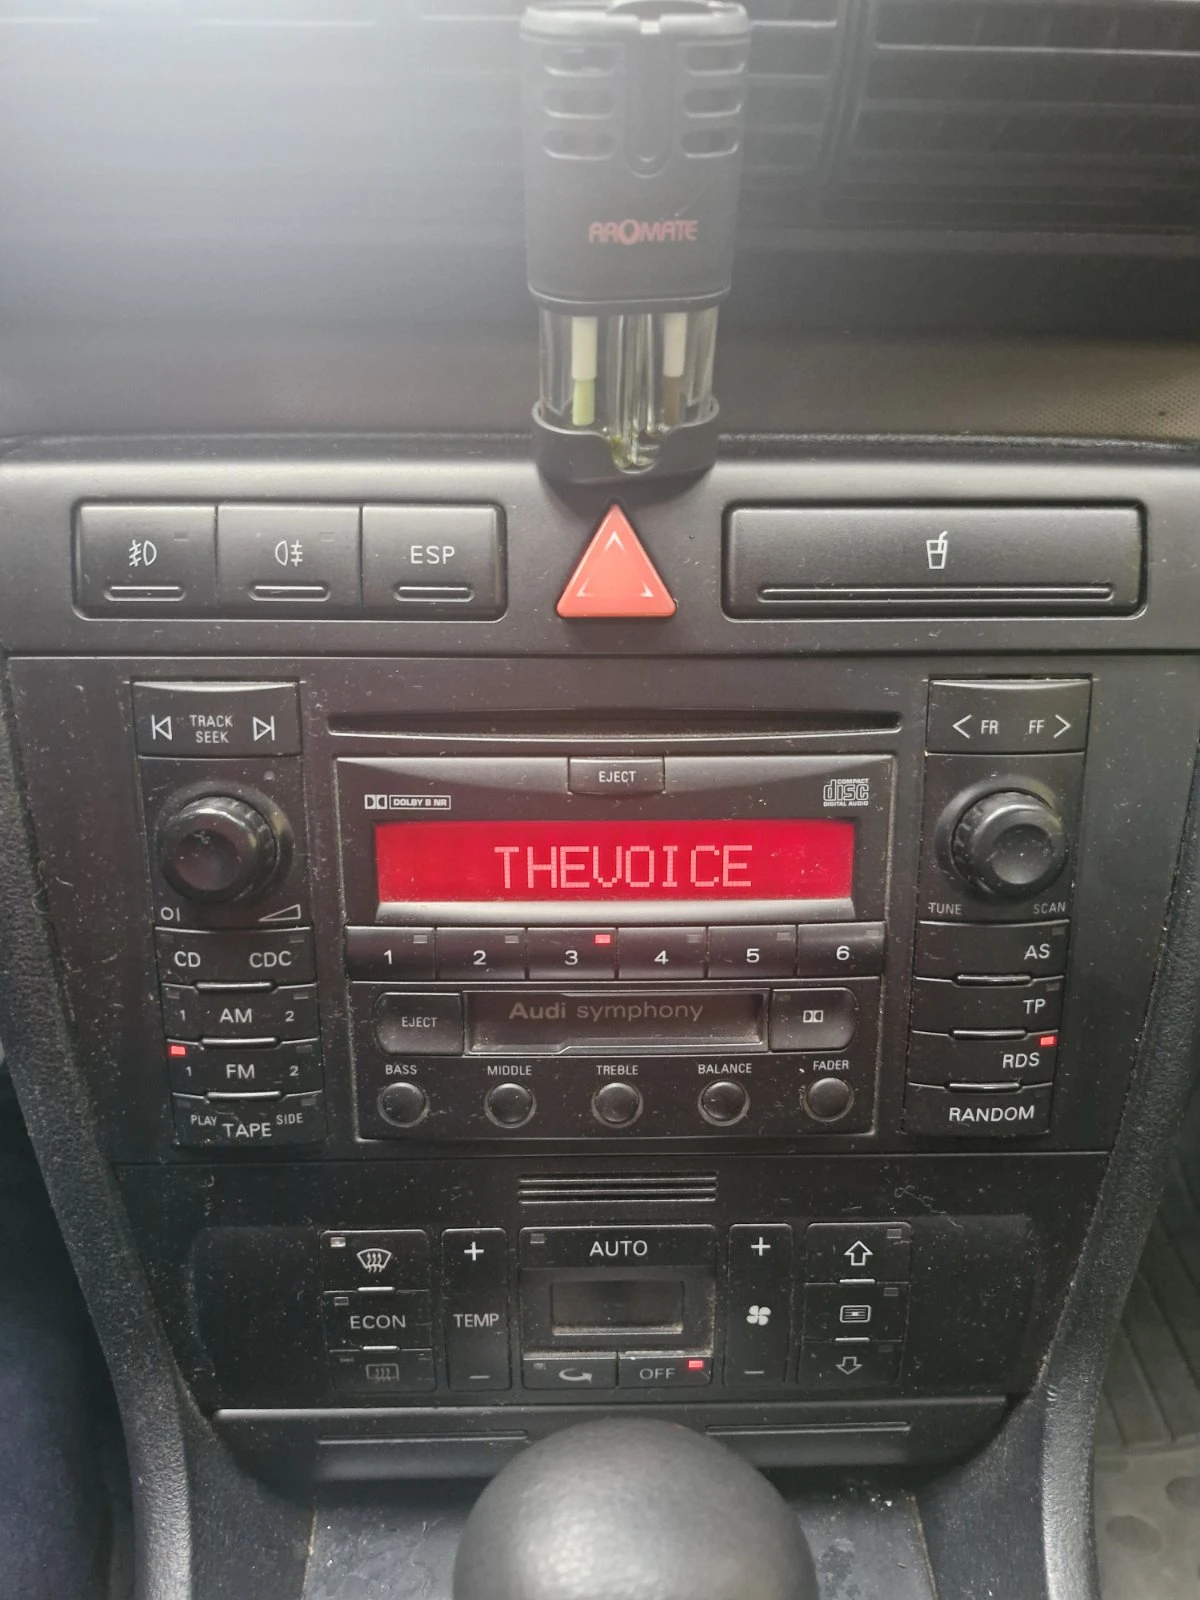 AROMATE
ESP
TRACK
SEEK
FR FF
EJECT
DOLBY B NR
COMPACT
disc
DIGITAL AUDIO
THEVOICE
TUNE SCAN
1 2 3 4 5 6
CD CDC
AS
1 AM 2
EJECT
Audi symphony
TP
1 FM 2
RDS
BASS MIDDLE TREBLE BALANCE FADER
PLAY TAPE SIDE
RANDOM
AUTO
ECON
TEMP
OFF